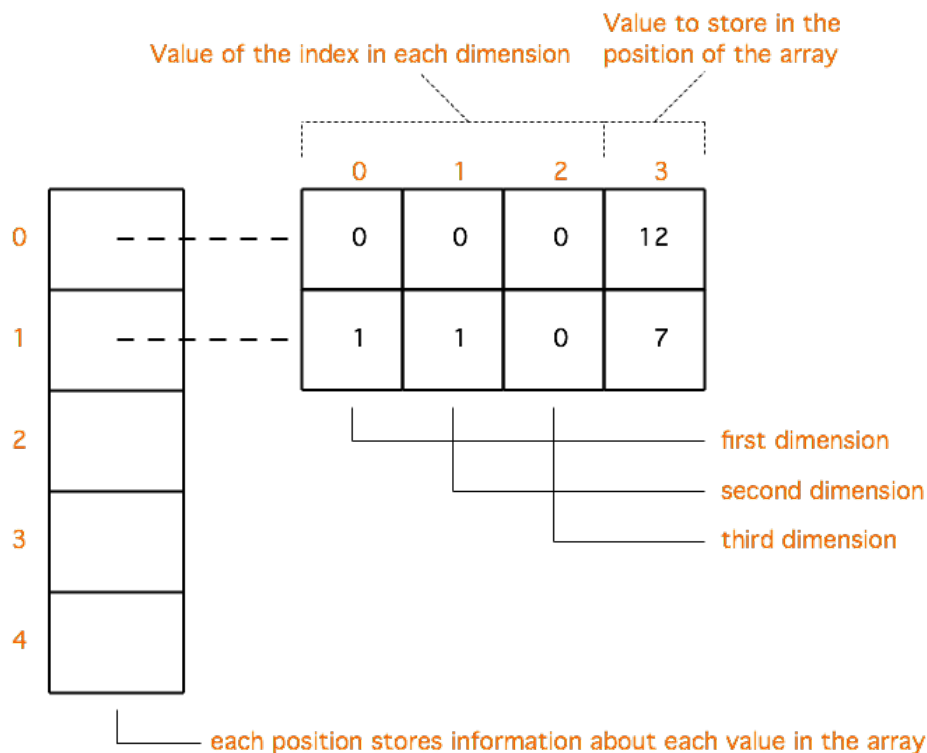 Value to store in the
Value of the index in each dimension position of the array
0 1 2 3
0 0 0 0 12
1 1 1 0 7
2 first dimension
second dimension
3 third dimension
4
each position stores information about each value in the array